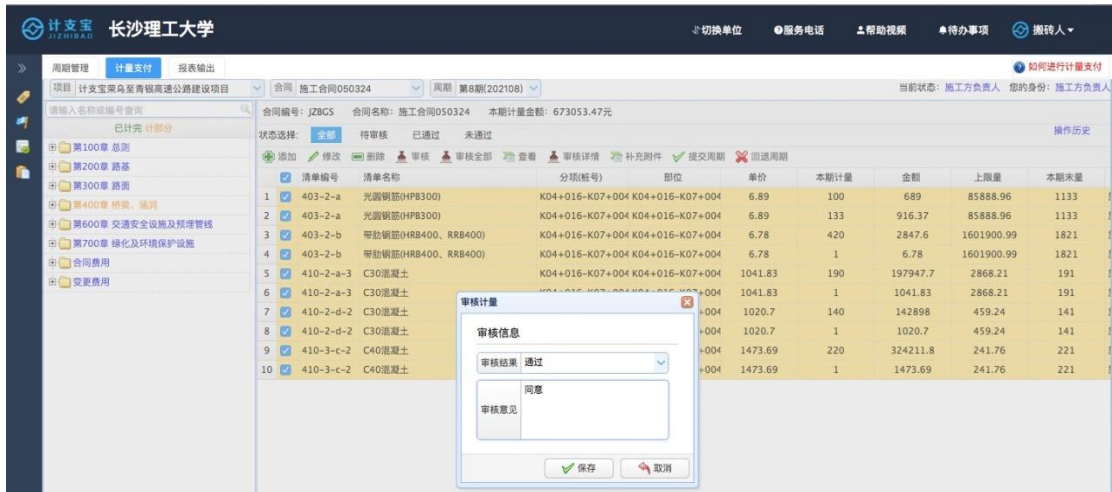 计支宝 JIZHIBAO 长沙理工大学 切换单位 服务电话 帮助视频 待办事项 搬砖人
周期管理 计量支付 报表输出 如何进行计量支付
项目 计支宝荣乌至青银高速公路建设项目 合同 施工合同050324 周期 第8期(202108) 当前状态: 施工方负责人 您的身份: 施工方负责人
请输入名称或编号查询
合同编号: JZBGS 合同名称: 施工合同050324 本期计量金额: 673053.47元
已计完 计部分
状态选择: 全部 待审核 已通过 未通过 操作历史
第100章 总则
第200章 路基
第300章 路面
第400章 桥梁、涵洞
第600章 交通安全设施及预埋管线
第700章 绿化及环境保护设施
合同费用
变更费用
添加 修改 删除 审核 审核全部 查看 审核详情 补充附件 提交周期 回退周期
清单编号 清单名称 分项(桩号) 部位 单价 本期计量 金额 上限量 本期末量
1 403-2-a 光圆钢筋(HPB300) K04+016-K07+004 K04+016-K07+004 6.89 100 689 85888.96 1133
2 403-2-a 光圆钢筋(HPB300) K04+016-K07+004 K04+016-K07+004 6.89 133 916.37 85888.96 1133
3 403-2-b 带肋钢筋(HRB400、RRB400) K04+016-K07+004 K04+016-K07+004 6.78 420 2847.6 1601900.99 1821
4 403-2-b 带肋钢筋(HRB400、RRB400) K04+016-K07+004 K04+016-K07+004 6.78 1 6.78 1601900.99 1821
5 410-2-a-3 C30混凝土 K04+016-K07+004 K04+016-K07+004 1041.83 190 197947.7 2868.21 191
6 410-2-a-3 C30混凝土 +004 1041.83 1 1041.83 2868.21 191
7 410-2-d-2 C30混凝土 +004 1020.7 140 142898 459.24 141
8 410-2-d-2 C30混凝土 +004 1020.7 1 1020.7 459.24 141
9 410-3-c-2 C40混凝土 +004 1473.69 220 324211.8 241.76 221
10 410-3-c-2 C40混凝土 +004 1473.69 1 1473.69 241.76 221
审核计量
审核信息
审核结果 通过
审核意见 同意
保存 取消